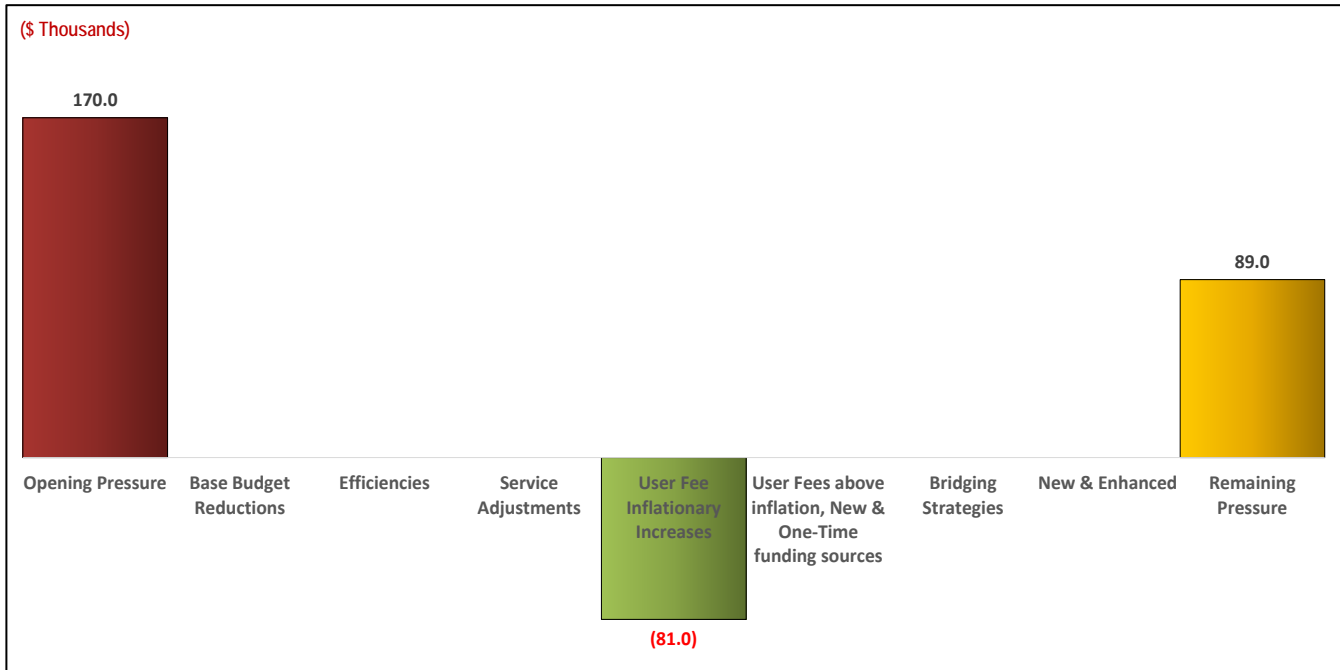 ($ Thousands)
170.0
89.0
Opening Pressure
Base Budget
Reductions
Efficiencies
Service
Adjustments
User Fee
Inflationary
Increases
User Fees above
inflation, New &
One-Time
funding sources
Bridging
Strategies
New & Enhanced
Remaining
Pressure
(81.0)